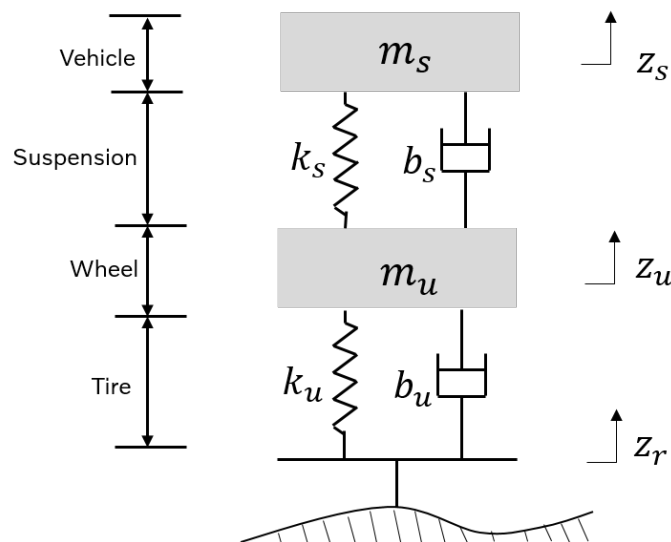 Vehicle
m_s
z_s
Suspension
k_s
b_s
Wheel
m_u
z_u
Tire
k_u
b_u
z_r